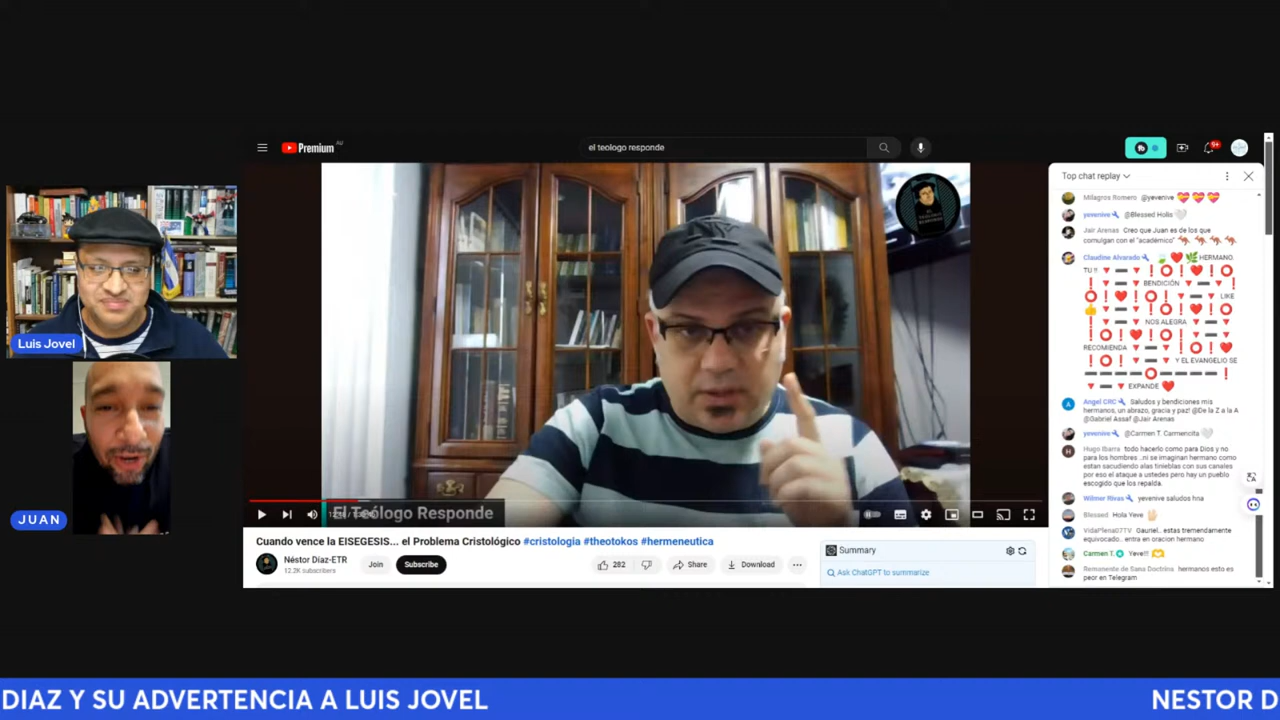 Premium
AU
el teologo responde
9+
EL
TEÓLOGO
RESPONDE
Top chat replay
Milagros Romero @yevenive 💝 💝 💝
yevenive @Blessed Holis 🤍
Jair Arenas Creo que Juan es de los que
comulgan con el "académico" 🦘 🦘 🦘 🦘
Claudine Alvarado 🍃 ❤️ 🌿 HERMANO
TU !! 🔻 ➖ 🔻 ❗ ⭕ ❗ ❤️ ❗ ⭕
❗ 🔻 ➖ 🔻 BENDICIÓN 🔻 ➖ 🔻 ❗
⭕ ❗ ❤️ ❗ ⭕ ❗ 🔻 ➖ 🔻 LIKE
👍 🔻 ➖ 🔻 ❗ ⭕ ❗ ❤️ ❗ ⭕
❗ 🔻 ➖ 🔻 NOS ALEGRA 🔻 ➖ 🔻
❗ ⭕ ❗ ❤️ ❗ ⭕ ❗ 🔻 ➖ 🔻
RECOMIENDA 🔻 ➖ 🔻 ❗ ⭕ ❗ ❤️
❗ ⭕ ❗ 🔻 ➖ 🔻 Y EL EVANGELIO SE
➖ ➖ ➖ ➖ ⭕ ➖ ➖ ➖ ➖ ❗
🔻 ➖ 🔻 EXPANDE ❤️
A Angel CRC Saludos y bendiciones mis
hermanos, un abrazo, gracia y paz! @De la Z a la A
@Gabriel Assaf @Jair Arenas
yevenive @Carmen T. Carmencita 🤍
H Hugo Ibarra todo hacerlo como para Dios y no
para los hombres ..ni se imaginan hermano como
estan sacudiendo alas tinieblas con sus canales
por eso el ataque a ustedes pero hay un pueblo
escogido que los repalda.
Wilmer Rivas yevenive saludos hna
Blessed Hola Yeve 🖐🏻
VidaPlena07TV Gauriel.. estas tremendamente
equivocado.. entra en oracion hermano
Carmen T. Yeve!!! 🫶
Remanente de Sana Doctrina hermanos esto es
peor en Telegram
Luis Jovel
JUAN
El Teólogo Responde
Cuando vence la EISEGESIS... el Problema Cristológico #cristologia #theotokos #hermeneutica
Néstor Díaz-ETR
12.2K subscribers
Join
Subscribe
282
Share
Download
Summary
Ask ChatGPT to summarize
DIAZ Y SU ADVERTENCIA A LUIS JOVEL
NESTOR D